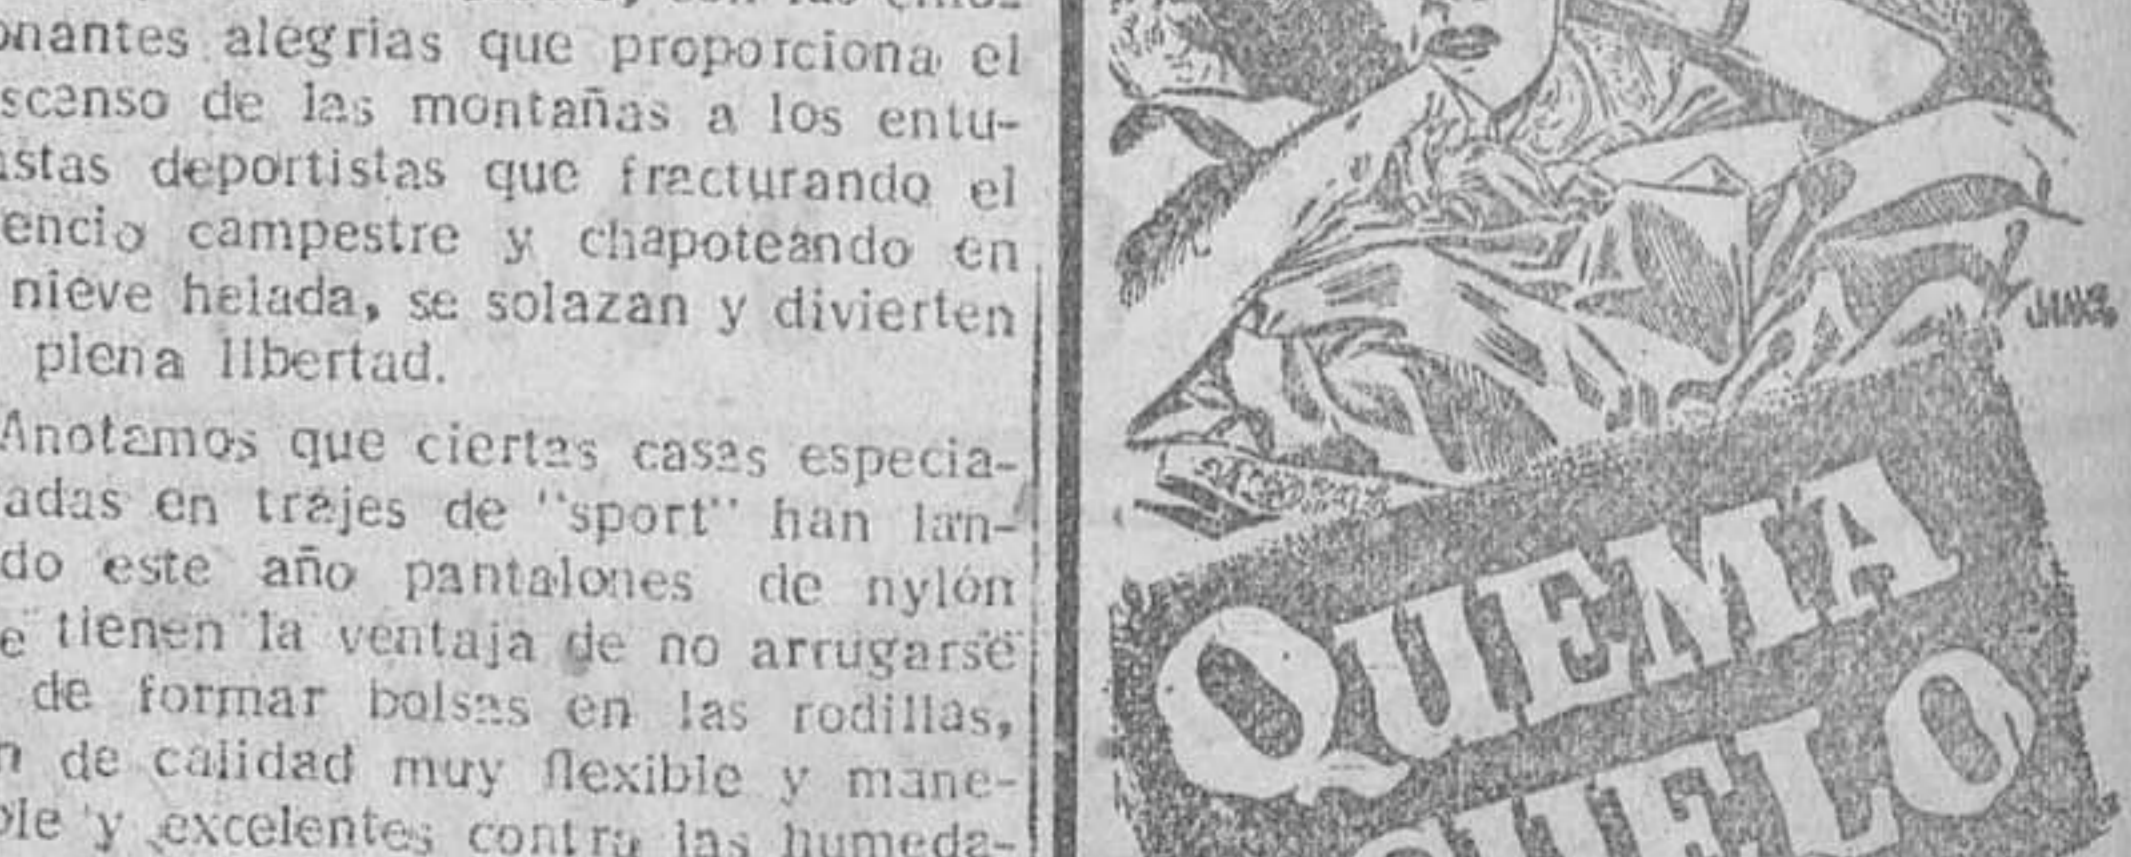 onantes alegrias que proporciona el
scenso de las montañas a los entu-
istas deportistas que fracturando el
encio campestre y chapoteando en
nieve helada, se solazan y divierten
plena libertad.
Anotamos que ciertas casas especia-
adas en trajes de "sport" han lan-
do este año pantalones de nylón
e tienen la ventaja de no arrugarse
de formar bolsas en las rodillas,
n de calidad muy flexible y mane-
ble y excelentes contra las humeda-
QUEMA